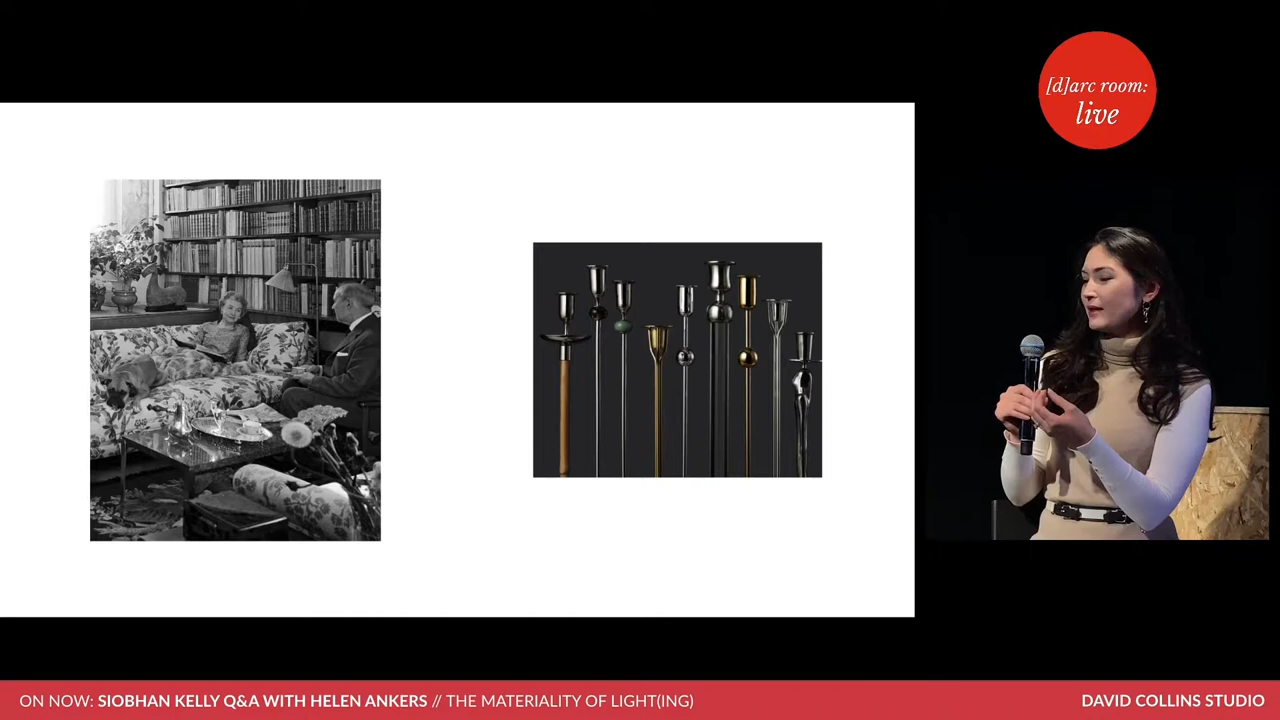 [d]arc room:
live
ON NOW: SIOBHAN KELLY Q&A WITH HELEN ANKERS // THE MATERIALITY OF LIGHT(ING)
DAVID COLLINS STUDIO